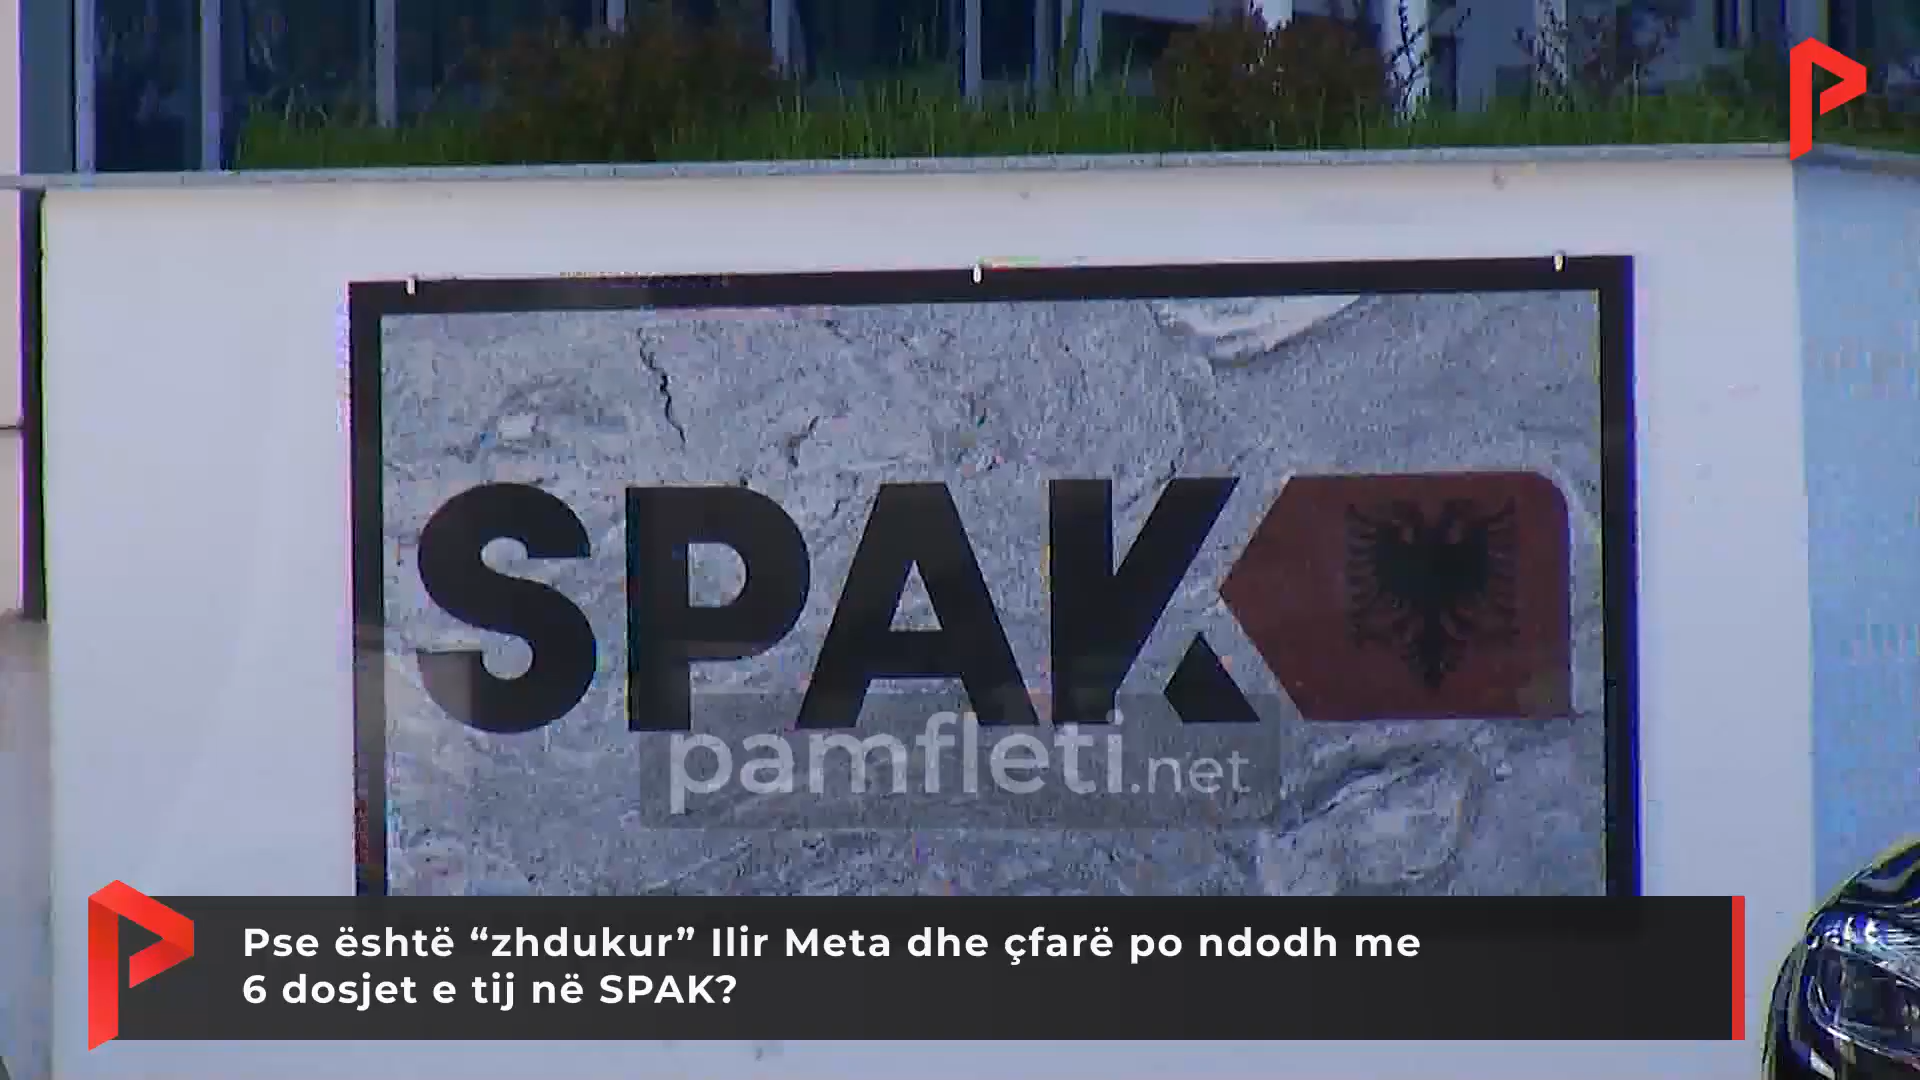 SPAK
pamfleti.net
Pse është “zhdukur” Ilir Meta dhe çfarë po ndodh me
6 dosjet e tij në SPAK?